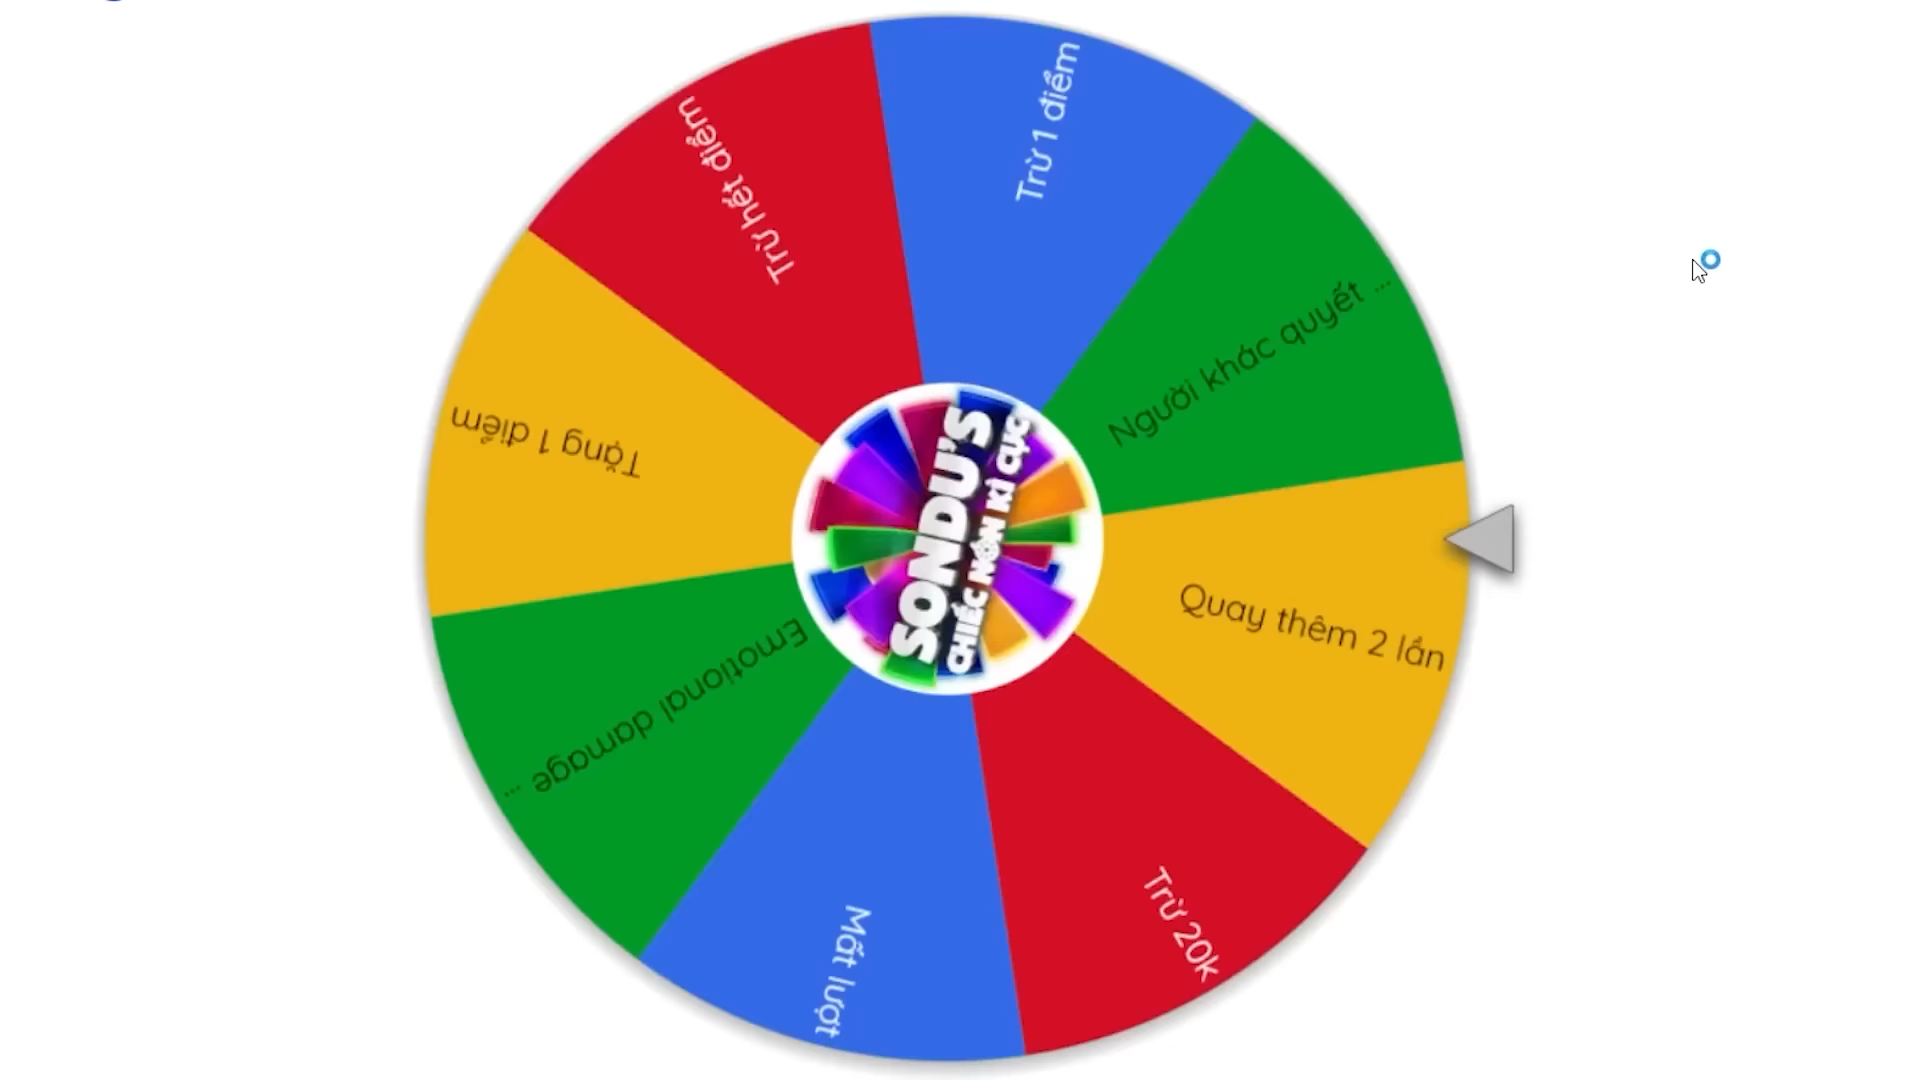 Trừ 1 điểm
Trừ hết điểm
Người khác quyết ...
Tặng 1 điểm
SONDU'S
CHIẾC NÓN KÌ CỤC
Quay thêm 2 lần
Emotional damage ...
Trừ 20k
Mất lượt